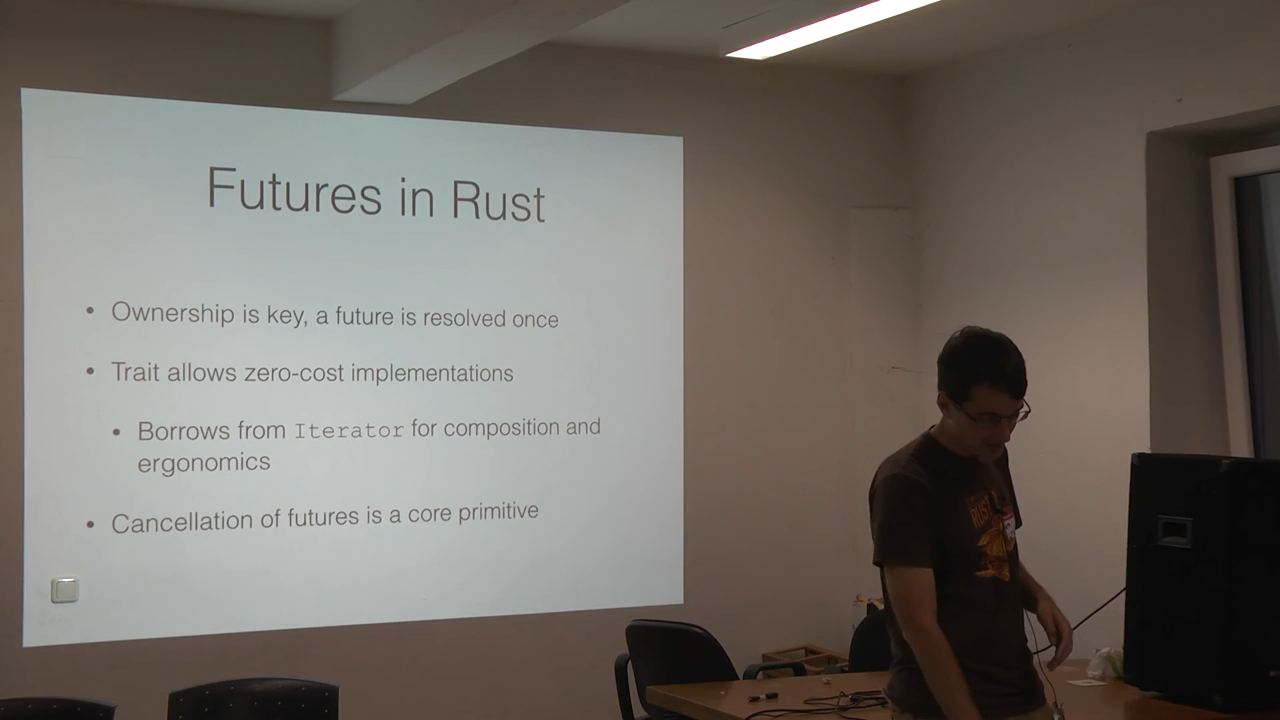 Futures in Rust
• Ownership is key, a future is resolved once
• Trait allows zero-cost implementations
• Borrows from Iterator for composition and
ergonomics
• Cancellation of futures is a core primitive
RUST